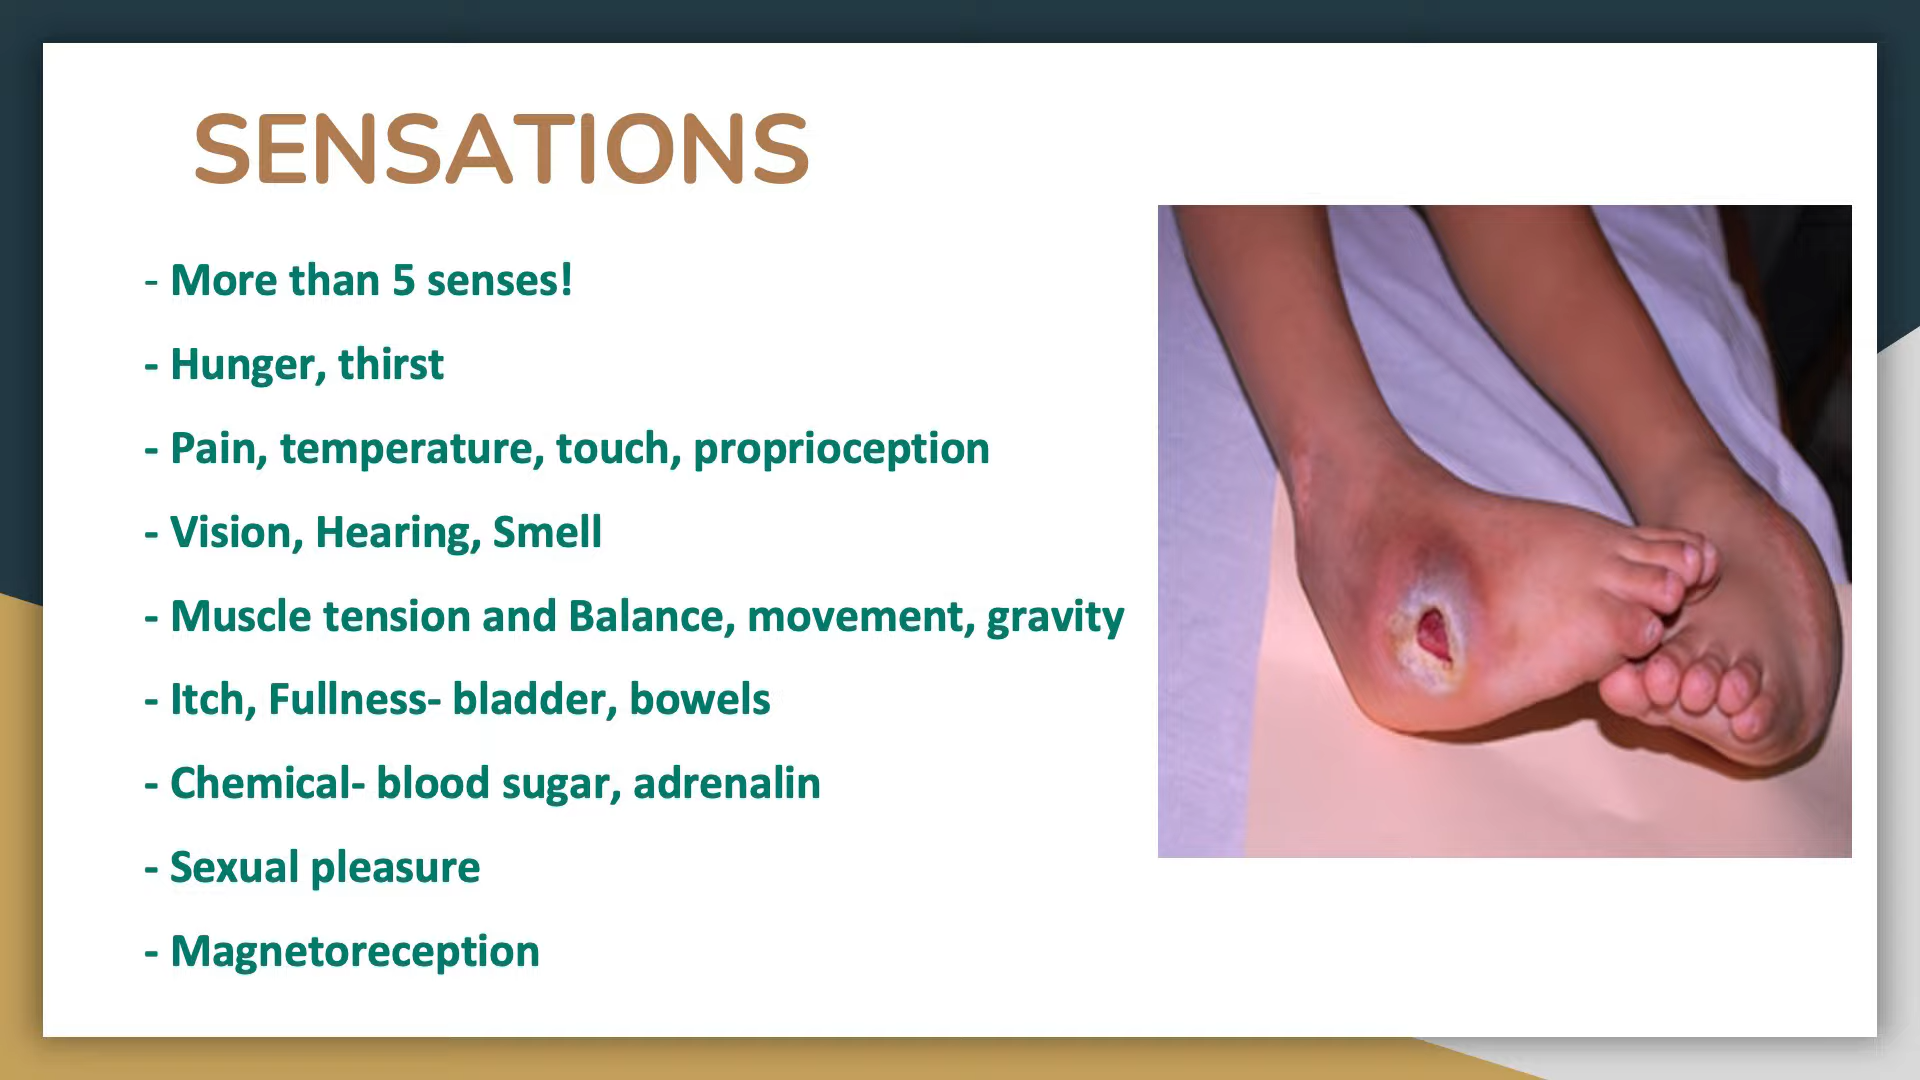 SENSATIONS
- More than 5 senses!
- Hunger, thirst
- Pain, temperature, touch, proprioception
- Vision, Hearing, Smell
- Muscle tension and Balance, movement, gravity
- Itch, Fullness- bladder, bowels
- Chemical- blood sugar, adrenalin
- Sexual pleasure
- Magnetoreception